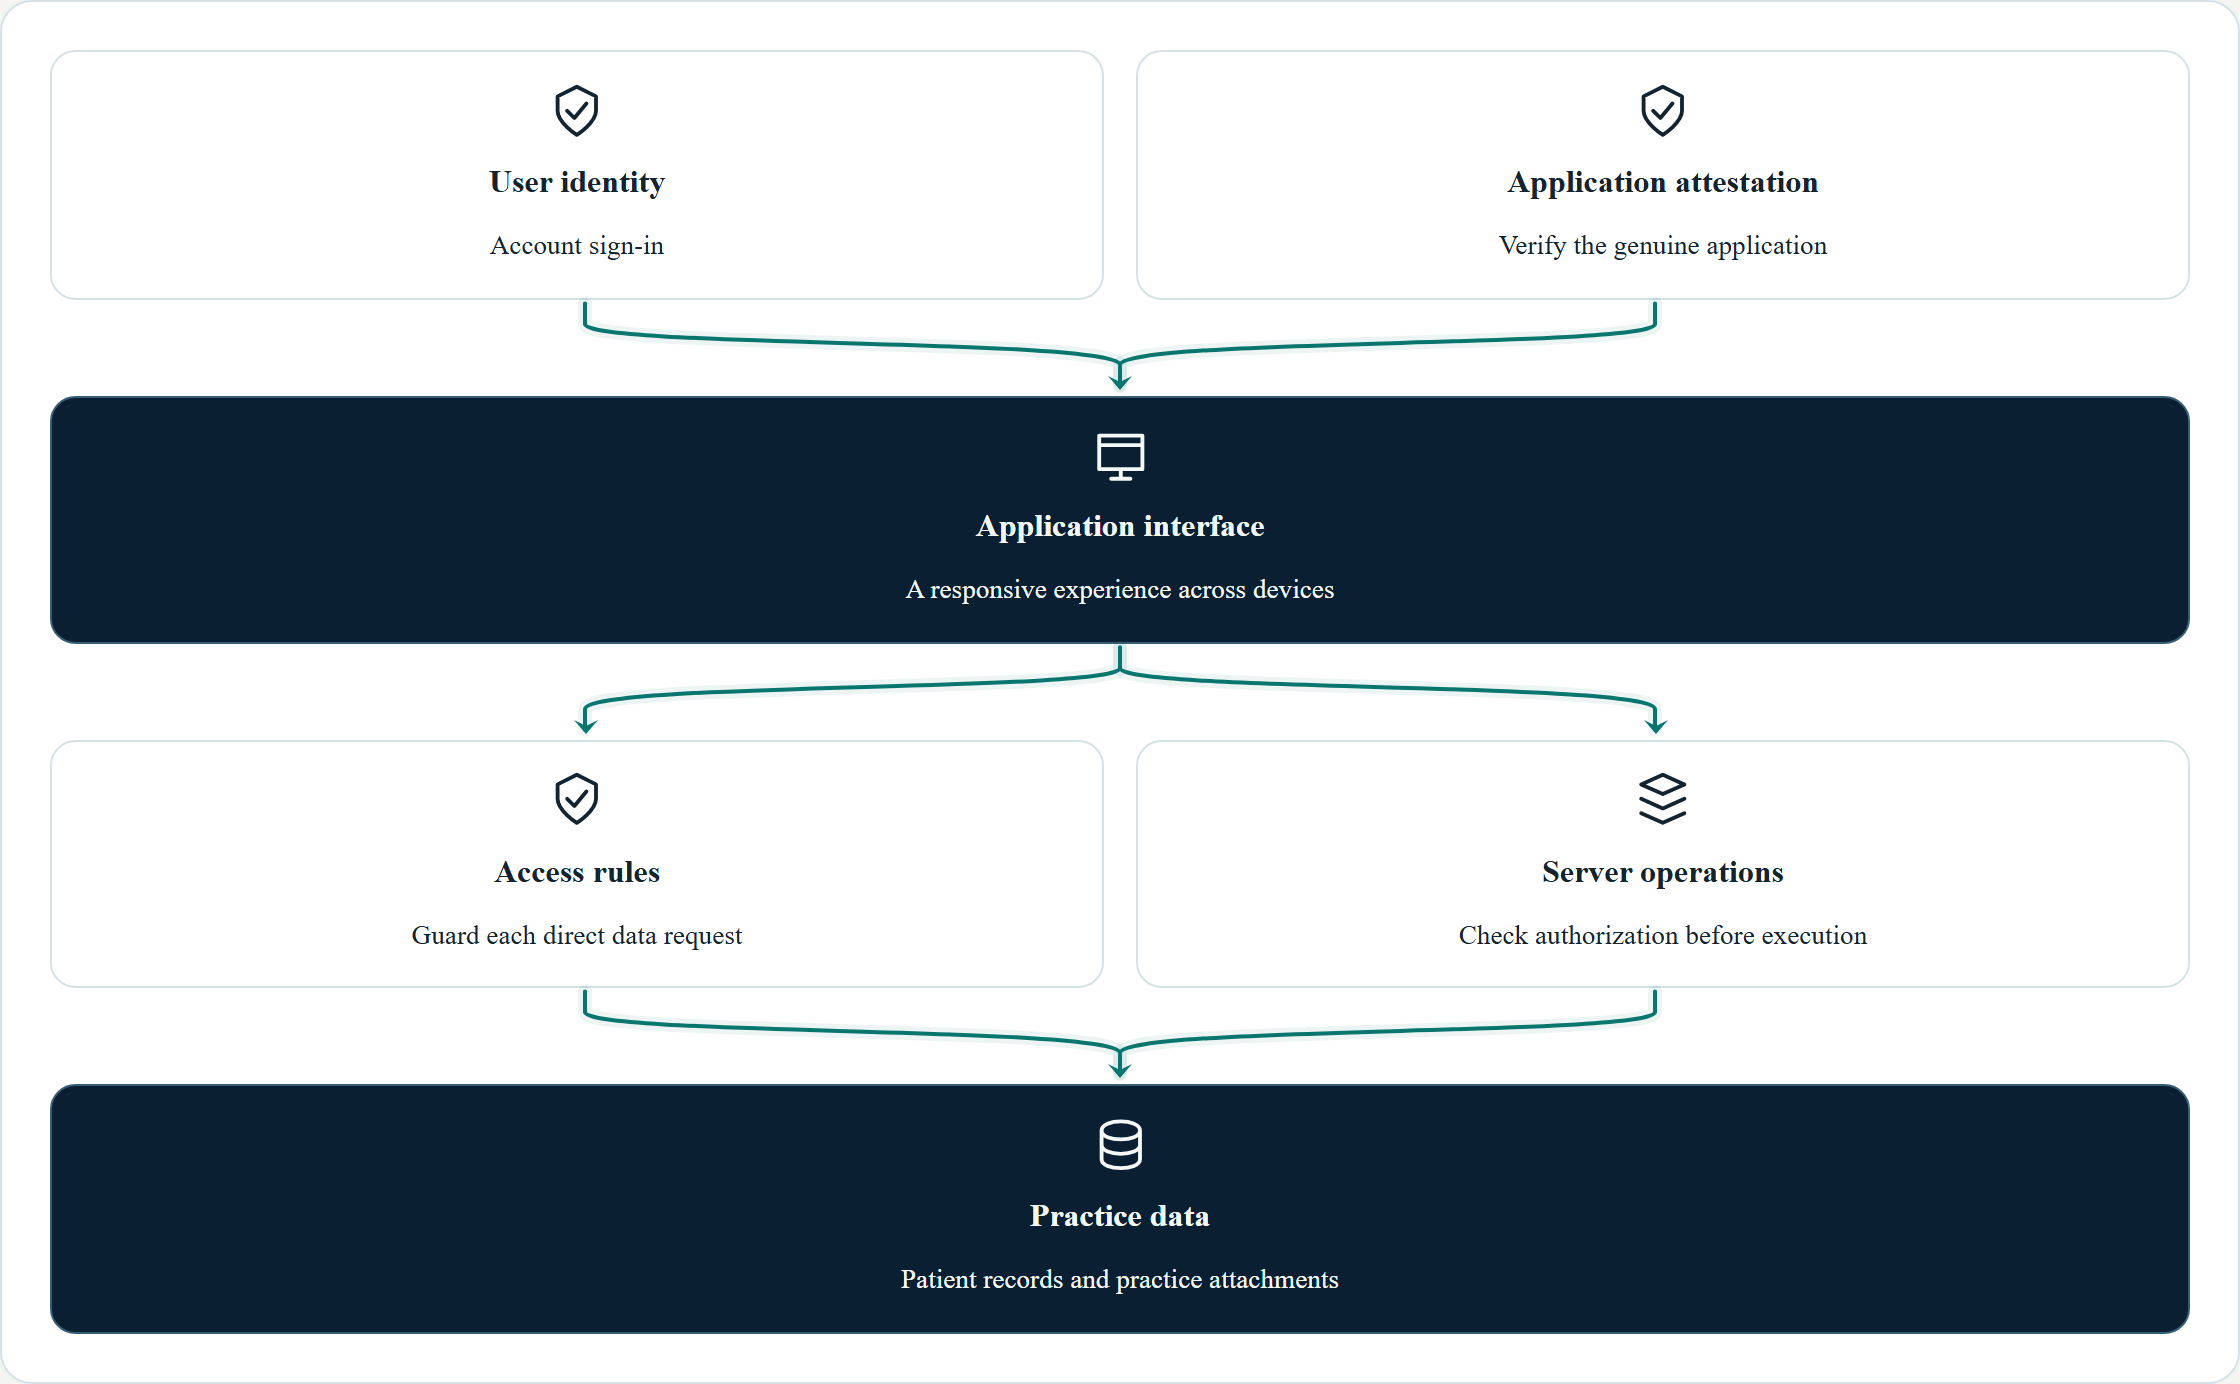 User identity
Account sign-in
Application attestation
Verify the genuine application
Application interface
A responsive experience across devices
Access rules
Guard each direct data request
Server operations
Check authorization before execution
Practice data
Patient records and practice attachments